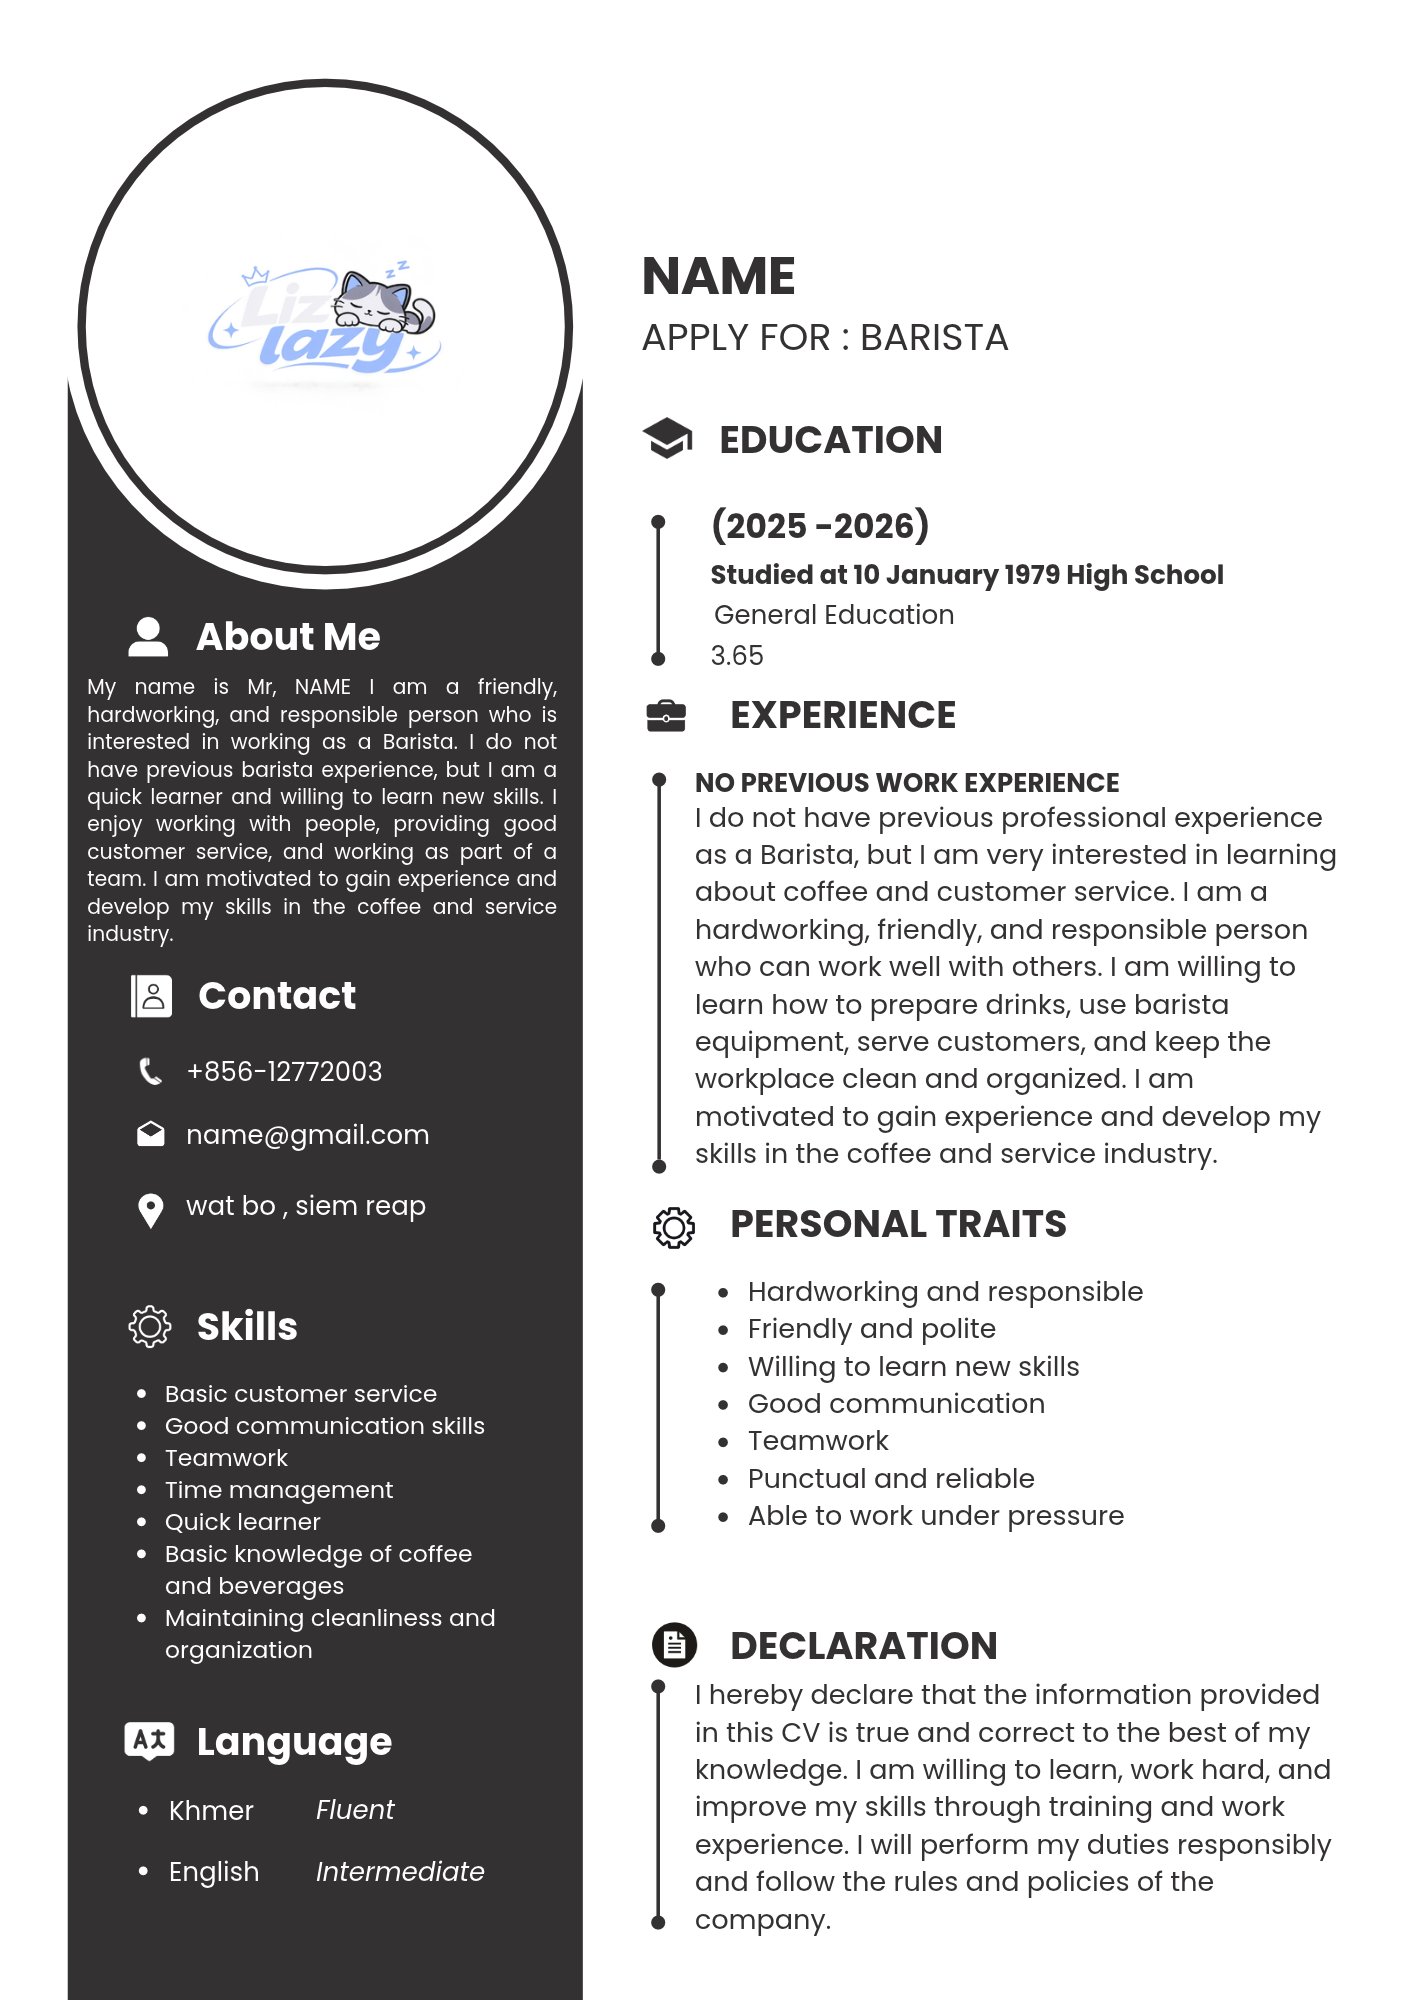 Liz
lazy
z z
NAME
APPLY FOR : BARISTA
About Me
My name is Mr, NAME I am a friendly,
hardworking, and responsible person who is
interested in working as a Barista. I do not
have previous barista experience, but I am a
quick learner and willing to learn new skills. I
enjoy working with people, providing good
customer service, and working as part of a
team. I am motivated to gain experience and
develop my skills in the coffee and service
industry.
Contact
+856-12772003
name@gmail.com
wat bo , siem reap
Skills
• Basic customer service
• Good communication skills
• Teamwork
• Time management
• Quick learner
• Basic knowledge of coffee
and beverages
• Maintaining cleanliness and
organization
Language
• Khmer Fluent
• English Intermediate
EDUCATION
(2025 -2026)
Studied at 10 January 1979 High School
General Education
3.65
EXPERIENCE
NO PREVIOUS WORK EXPERIENCE
I do not have previous professional experience
as a Barista, but I am very interested in learning
about coffee and customer service. I am a
hardworking, friendly, and responsible person
who can work well with others. I am willing to
learn how to prepare drinks, use barista
equipment, serve customers, and keep the
workplace clean and organized. I am
motivated to gain experience and develop my
skills in the coffee and service industry.
PERSONAL TRAITS
• Hardworking and responsible
• Friendly and polite
• Willing to learn new skills
• Good communication
• Teamwork
• Punctual and reliable
• Able to work under pressure
DECLARATION
I hereby declare that the information provided
in this CV is true and correct to the best of my
knowledge. I am willing to learn, work hard, and
improve my skills through training and work
experience. I will perform my duties responsibly
and follow the rules and policies of the
company.